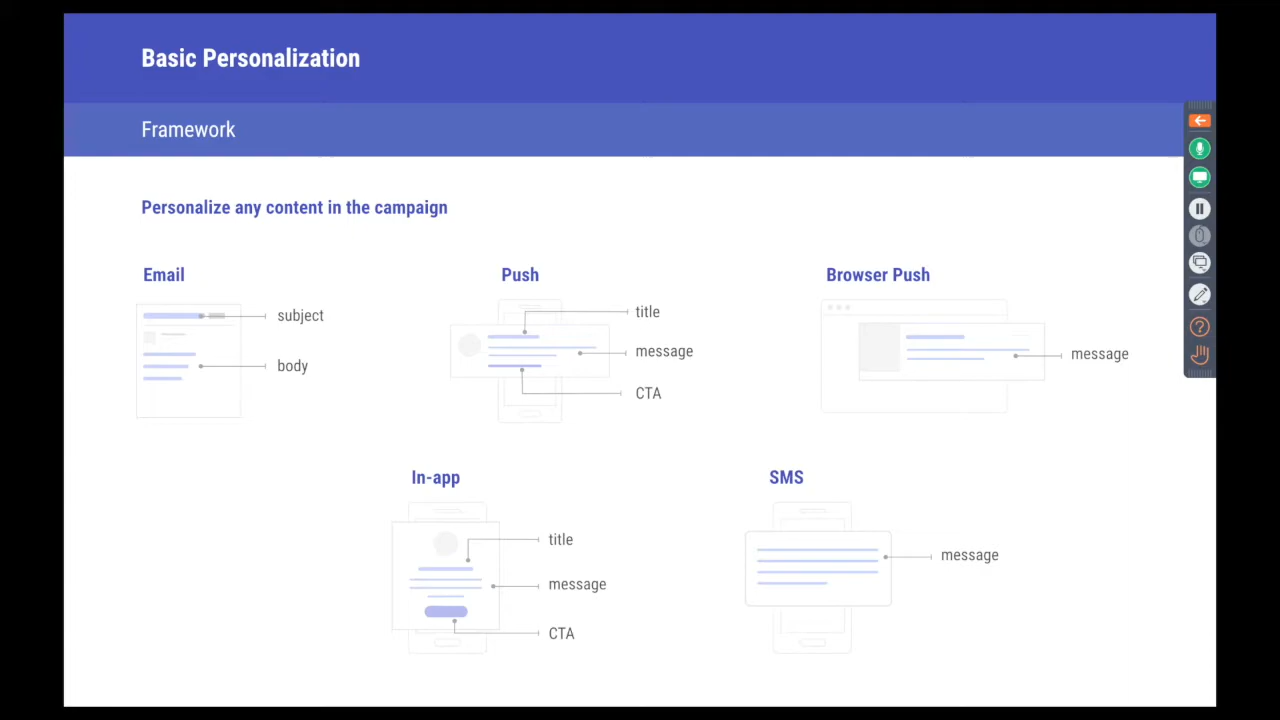 Basic Personalization
Framework
Personalize any content in the campaign
Email
subject
body
Push
title
message
CTA
Browser Push
message
In-app
title
message
CTA
SMS
message
?